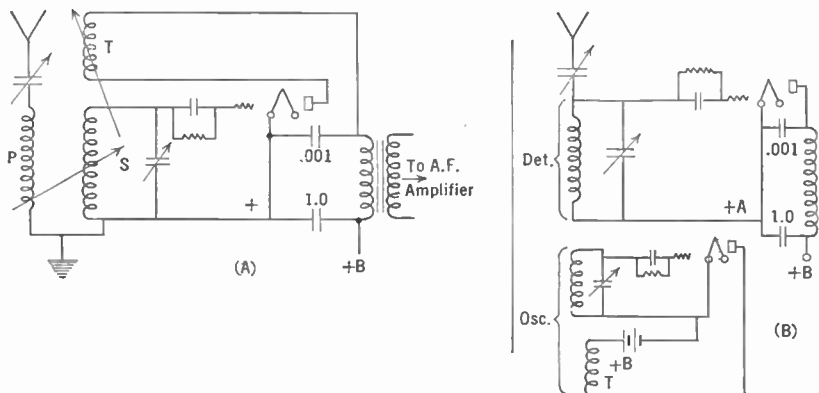 T
P
S
.001
To A.F.
Amplifier
+
1.0
+B
(A)
Det.
.001
+A
1.0
+B
Osc.
+B
T
(B)